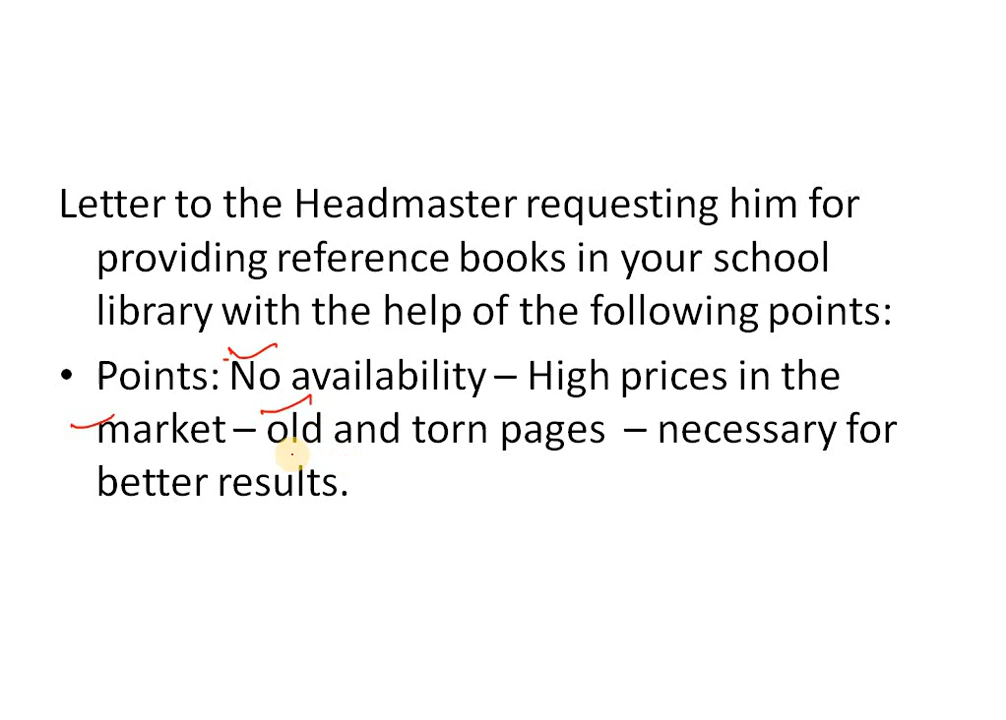 Letter to the Headmaster requesting him for
providing reference books in your school
library with the help of the following points:
• Points: No availability – High prices in the
market – old and torn pages – necessary for
better results.